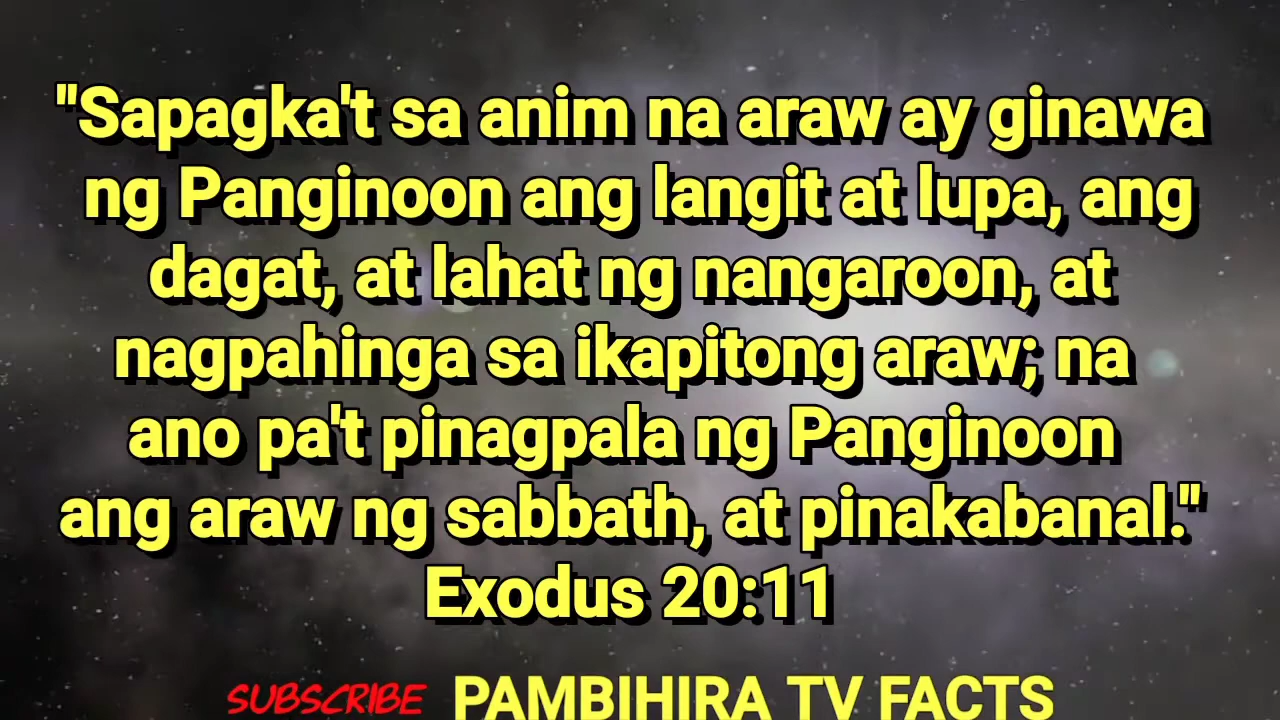 "Sapagka't sa anim na araw ay ginawa
ng Panginoon ang langit at lupa, ang
dagat, at lahat ng nangaroon, at
nagpahinga sa ikapitong araw; na
ano pa't pinagpala ng Panginoon
ang araw ng sabbath, at pinakabanal."
Exodus 20:11
SUBSCRIBE PAMBIHIRA TV FACTS